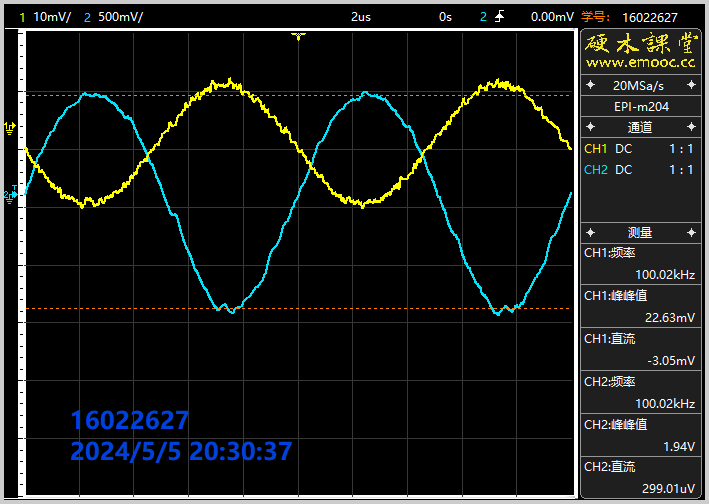 1 10mV/ 2 500mV/ 2us 0s 2 0.00mV 学号: 16022627
硬木課堂
www.emooc.cc
20MSa/s
EPI-m204
通道
CH1 DC 1 : 1
CH2 DC 1 : 1
测量
CH1:频率
100.02kHz
CH1:峰峰值
22.63mV
CH1:直流
-3.05mV
CH2:频率
100.02kHz
CH2:峰峰值
1.94V
CH2:直流
299.01uV
1
2 T
16022627
2024/5/5 20:30:37